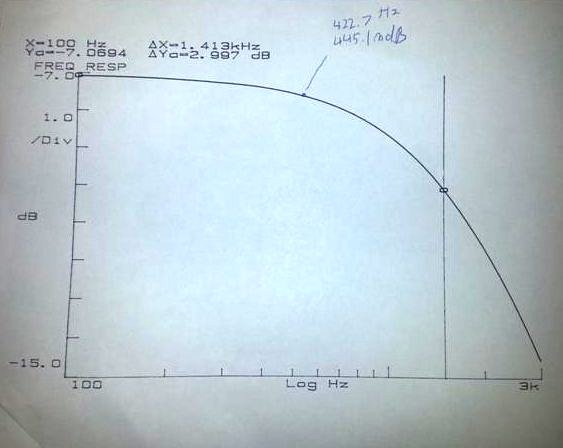 422.7 Hz
445.1 mdB
X=100 Hz ΔX=1.413kHz
Ya=-7.0694 ΔYa=2.997 dB
FREQ RESP
-7.0
1.0
/Div
dB
-15.0
100 Log Hz 3k